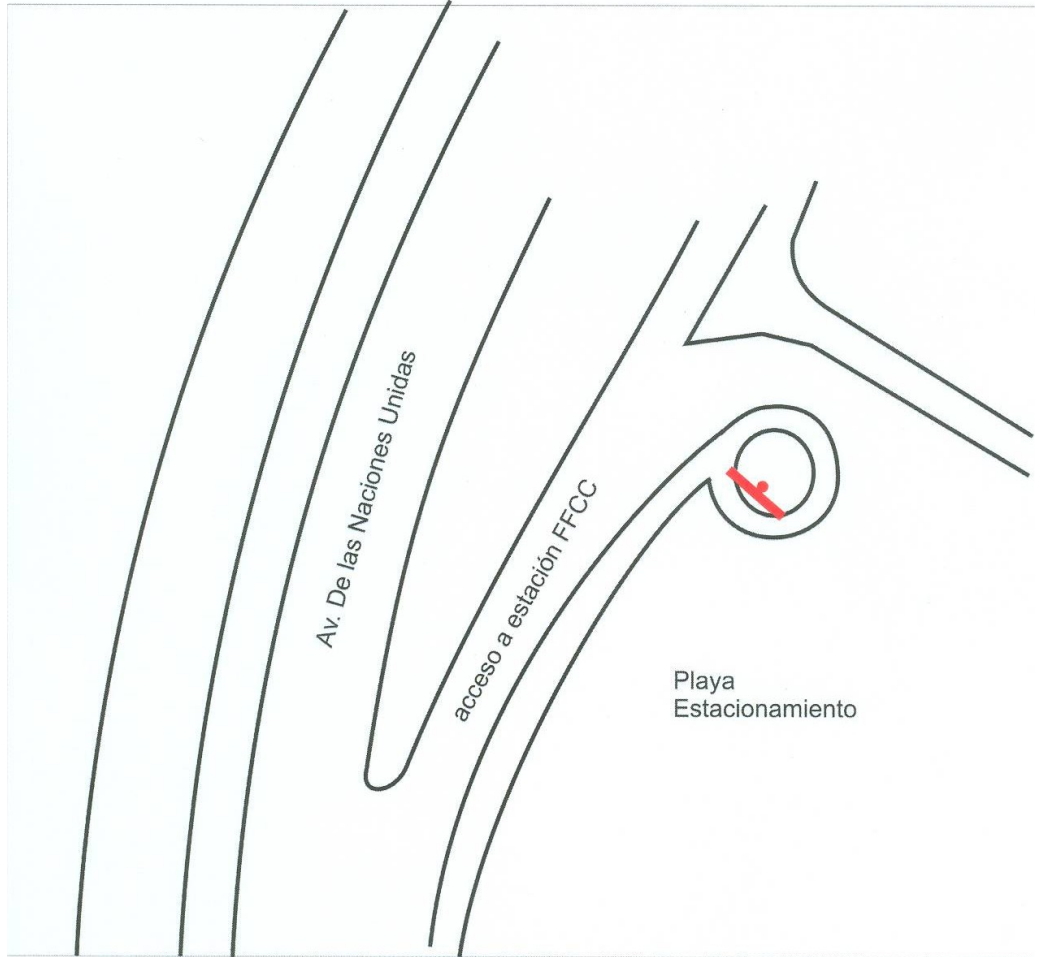 Av. De las Naciones Unidas
acceso a estación FFCC
Playa
Estacionamiento